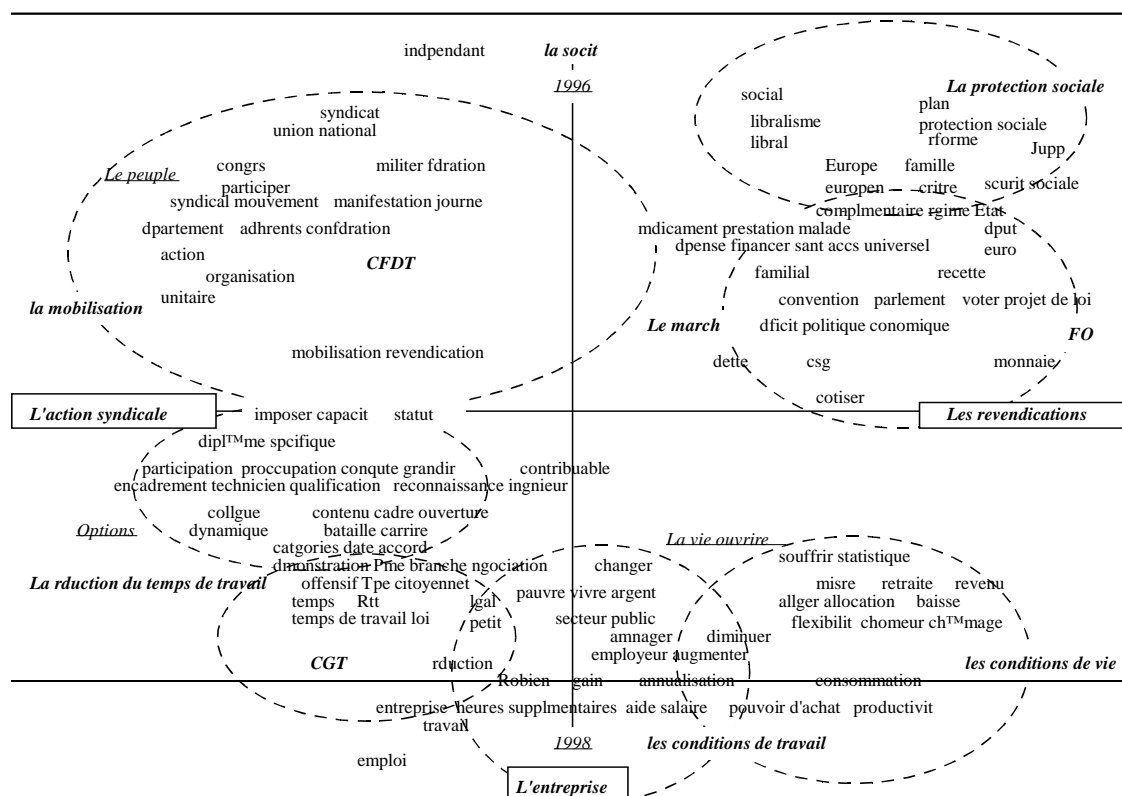 indpendant la socit
1996
La protection sociale
social plan
syndicat
libralisme protection sociale
union national
libral rforme
Jupp
congrs militer fdration Europe famille
Le peuple
participer europen critre scurit sociale
syndical mouvement manifestation journe
complmentaire rgime Etat
dpartement adhrents confdration mdicament prestation malade dput
dpense financer sant accs universel euro
action
CFDT
organisation familial recette
unitaire convention parlement voter projet de loi
la mobilisation
Le march dficit politique conomique FO
mobilisation revendication
dette csg monnaie
cotiser
L'action syndicale imposer capacit statut Les revendications
dipl™me spcifique
participation proccupation conqute grandir contribuable
encadrement technicien qualification reconnaissance ingnieur
collgue contenu cadre ouverture
Options dynamique bataille carrire
La vie ouvrire
catgories date accord
souffrir statistique
dmonstration Pme branche ngociation changer
La rduction du temps de travail offensif Tpe citoyennet misre retraite revenu
pauvre vivre argent
temps Rtt lgal allger allocation baisse
temps de travail loi petit secteur public flexibilit chomeur ch™mage
amnager diminuer
employeur augmenter
CGT rduction les conditions de vie
Robien gain annualisation consommation
entreprise heures supplmentaires aide salaire pouvoir d'achat productivit
travail
1998 les conditions de travail
emploi
L'entreprise